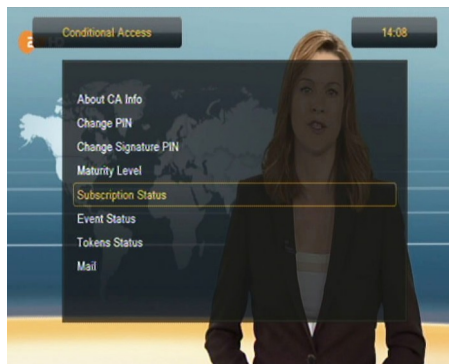 Conditional Access
14:08
About CA Info
Change PIN
Change Signature PIN
Maturity Level
Subscription Status
Event Status
Tokens Status
Mail